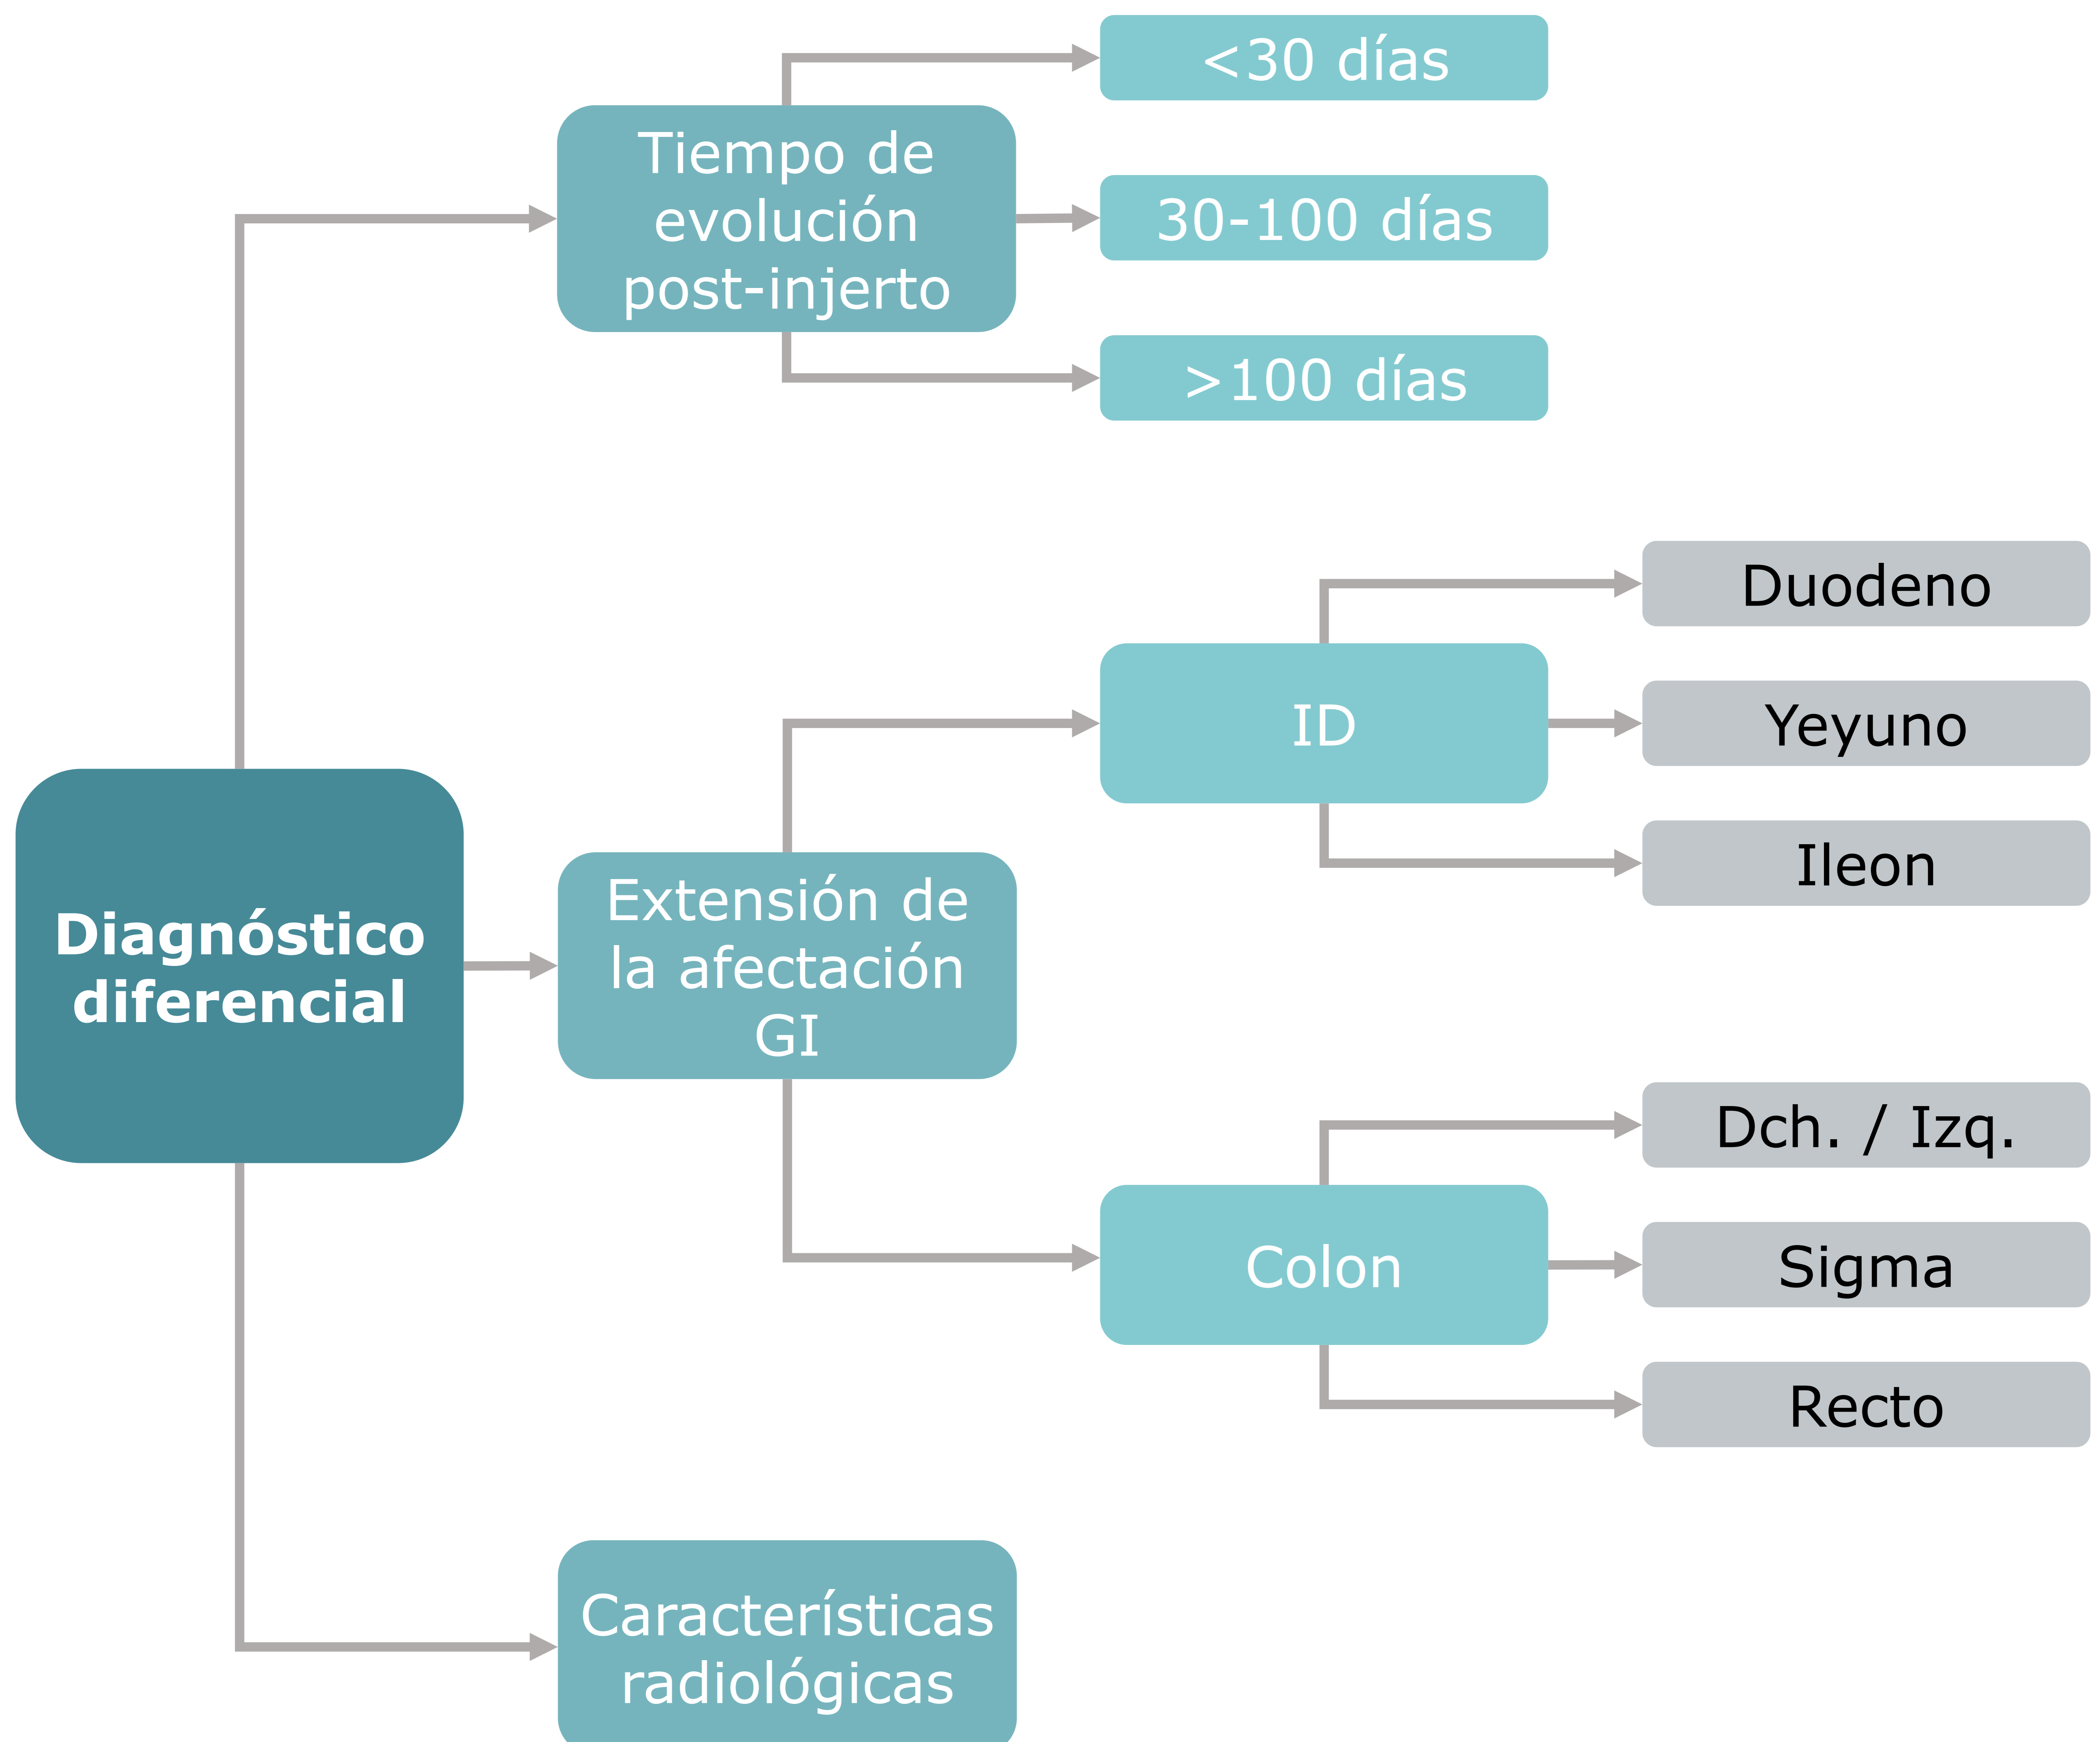 <30 días
Tiempo de
evolución
post-injerto
30-100 días
>100 días
Duodeno
ID
Yeyuno
Ileon
Diagnóstico
diferencial
Extensión de
la afectación
GI
Dch. / Izq.
Colon
Sigma
Recto
Características
radiológicas